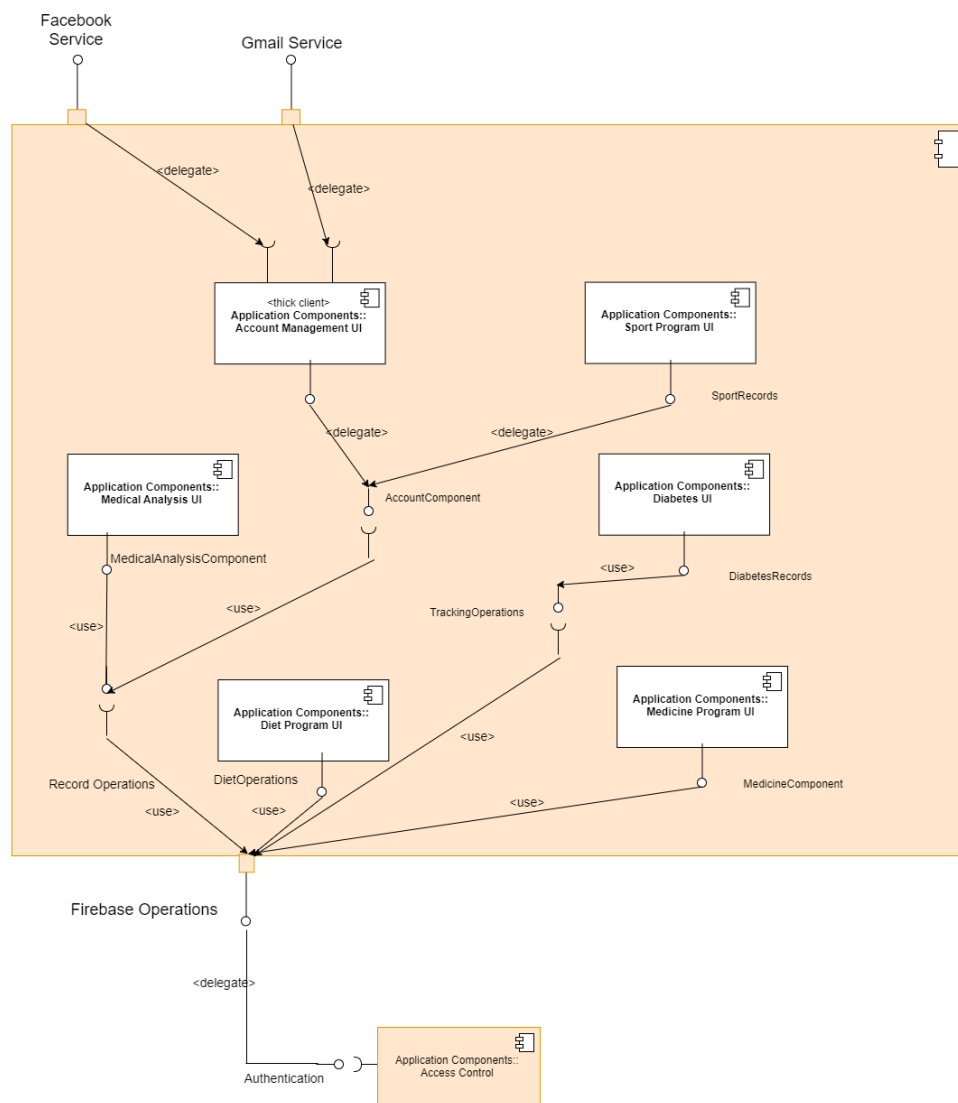 Facebook
Service
Gmail Service
<delegate>
<delegate>
<thick client>
Application Components::
Account Management UI
Application Components::
Sport Program UI
SportRecords
<delegate>
<delegate>
Application Components::
Medical Analysis UI
AccountComponent
Application Components::
Diabetes UI
MedicalAnalysisComponent
<use>
DiabetesRecords
<use>
TrackingOperations
<use>
Application Components::
Diet Program UI
Application Components::
Medicine Program UI
<use>
Record Operations
DietOperations
MedicineComponent
<use>
<use>
<use>
Firebase Operations
<delegate>
Application Components::
Access Control
Authentication